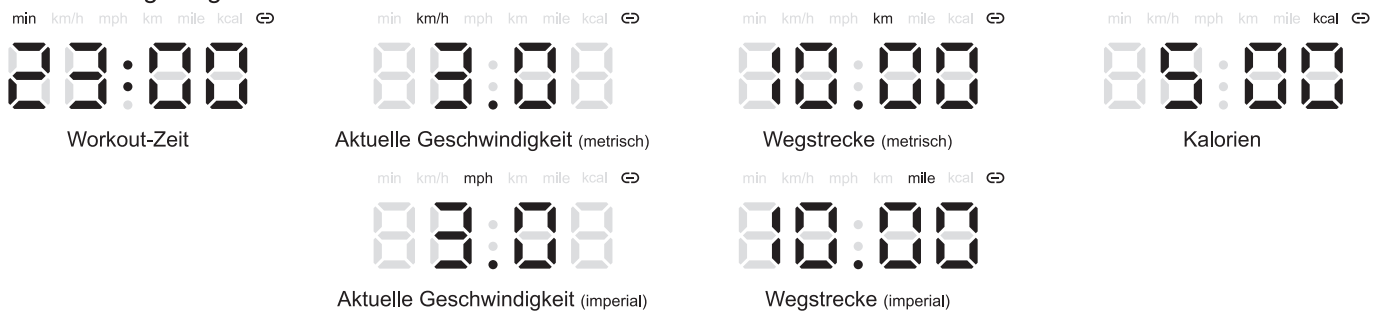 min km/h mph km mile kcal
min km/h mph km mile kcal
min km/h mph km mile kcal
min km/h mph km mile kcal
23:00
3.0
10.00
5 00
Workout-Zeit
Aktuelle Geschwindigkeit (metrisch)
Wegstrecke (metrisch)
Kalorien
min km/h mph km mile kcal
min km/h mph km mile kcal
3.0
10.00
Aktuelle Geschwindigkeit (imperial)
Wegstrecke (imperial)